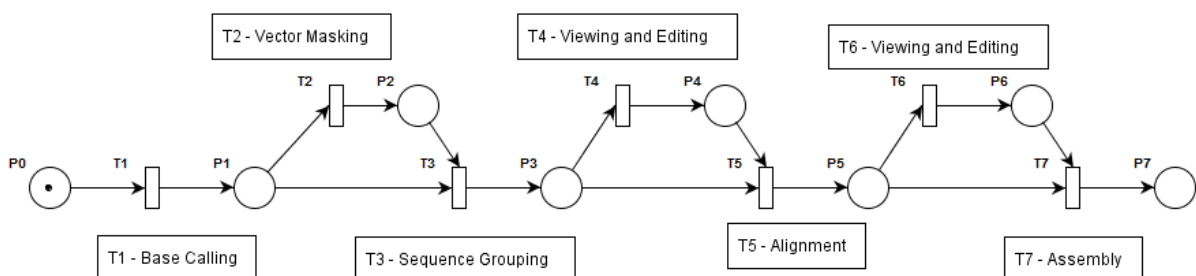 T2 - Vector Masking
T4 - Viewing and Editing
T6 - Viewing and Editing
T2 P2 T4 P4 T6 P6
P0 T1 P1 T3 P3 T5 P5 T7 P7
T1 - Base Calling
T3 - Sequence Grouping
T5 - Alignment
T7 - Assembly